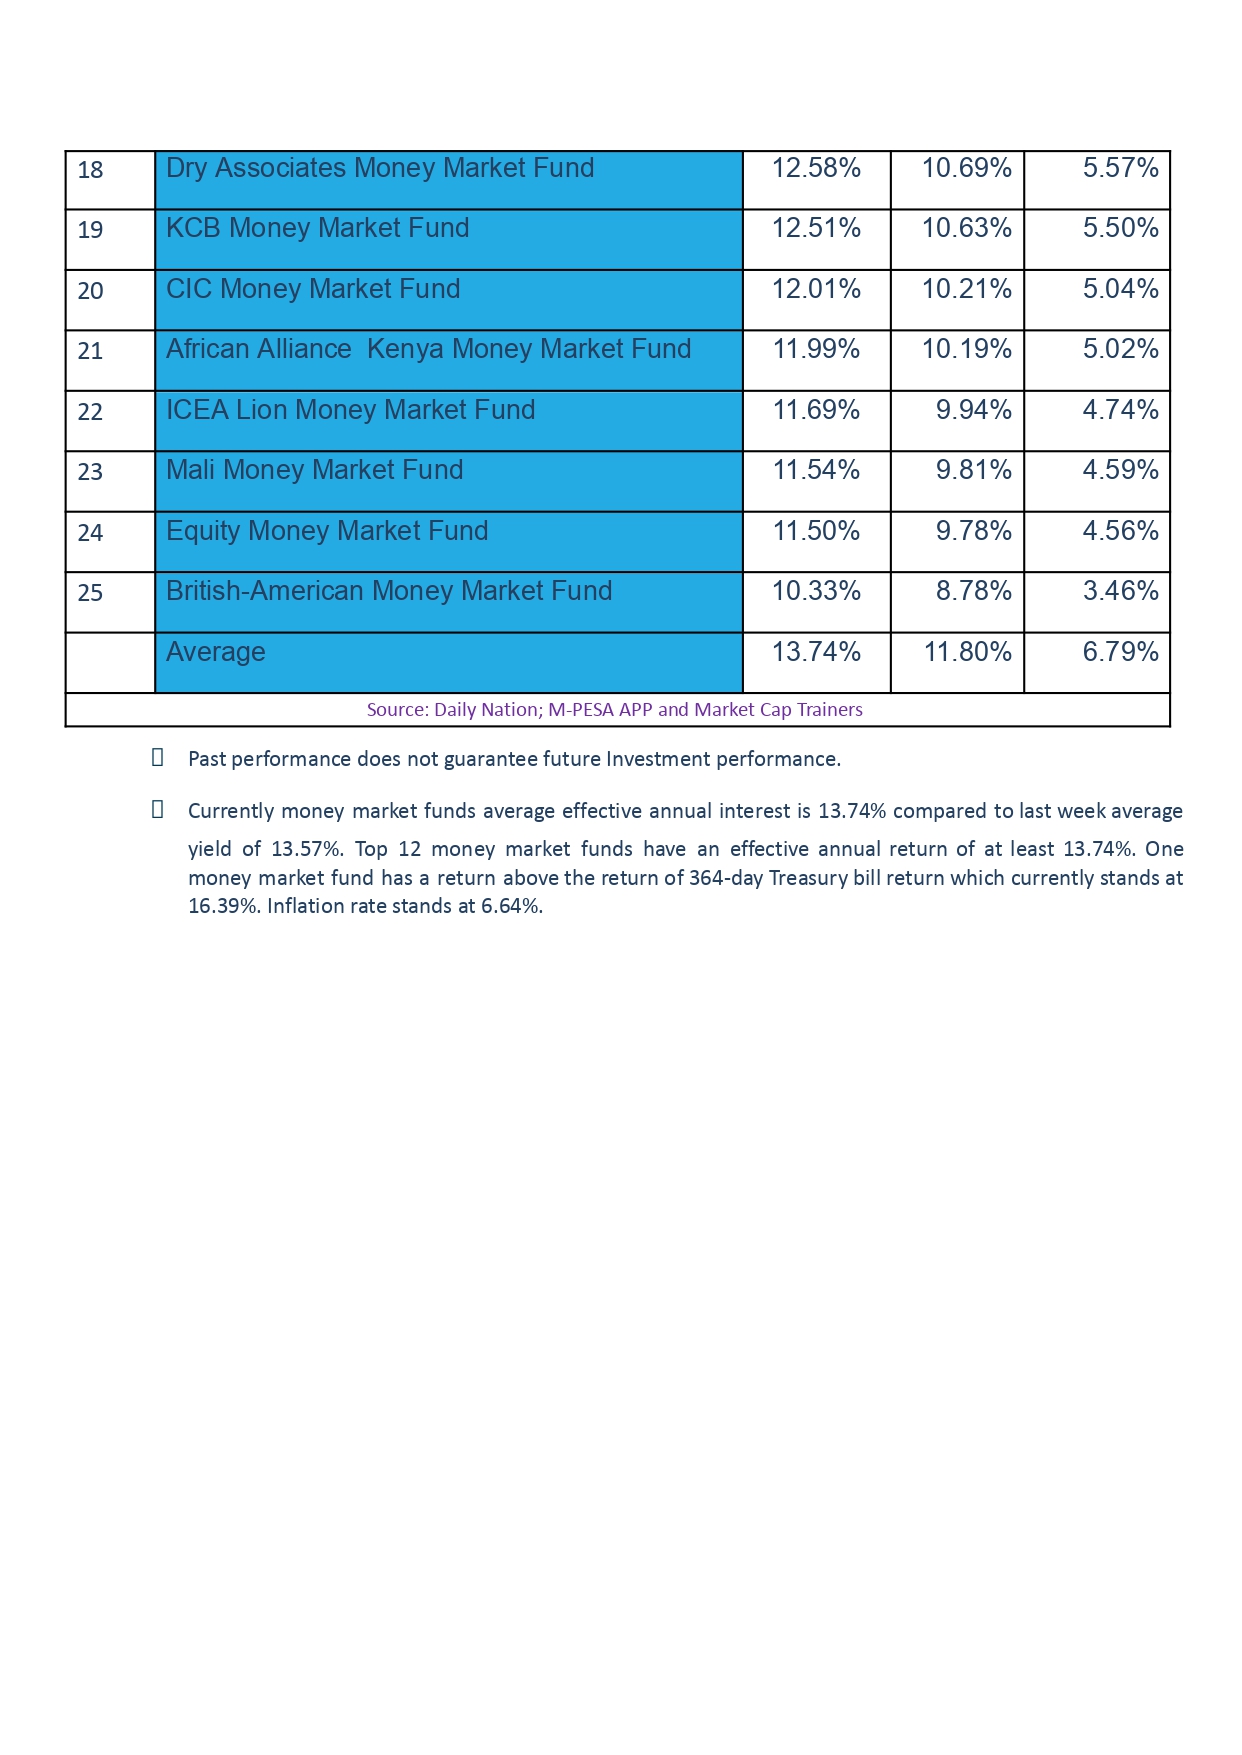 18 Dry Associates Money Market Fund 12.58% 10.69% 5.57%
19 KCB Money Market Fund 12.51% 10.63% 5.50%
20 CIC Money Market Fund 12.01% 10.21% 5.04%
21 African Alliance  Kenya Money Market Fund 11.99% 10.19% 5.02%
22 ICEA Lion Money Market Fund 11.69% 9.94% 4.74%
23 Mali Money Market Fund 11.54% 9.81% 4.59%
24 Equity Money Market Fund 11.50% 9.78% 4.56%
25 British-American Money Market Fund 10.33% 8.78% 3.46%
Average 13.74% 11.80% 6.79%
Source: Daily Nation; M-PESA APP and Market Cap Trainers
Past performance does not guarantee future Investment performance.
Currently money market funds average effective annual interest is 13.74% compared to last week average
yield of 13.57%. Top 12 money market funds have an effective annual return of at least 13.74%. One
money market fund has a return above the return of 364-day Treasury bill return which currently stands at
16.39%. Inflation rate stands at 6.64%.